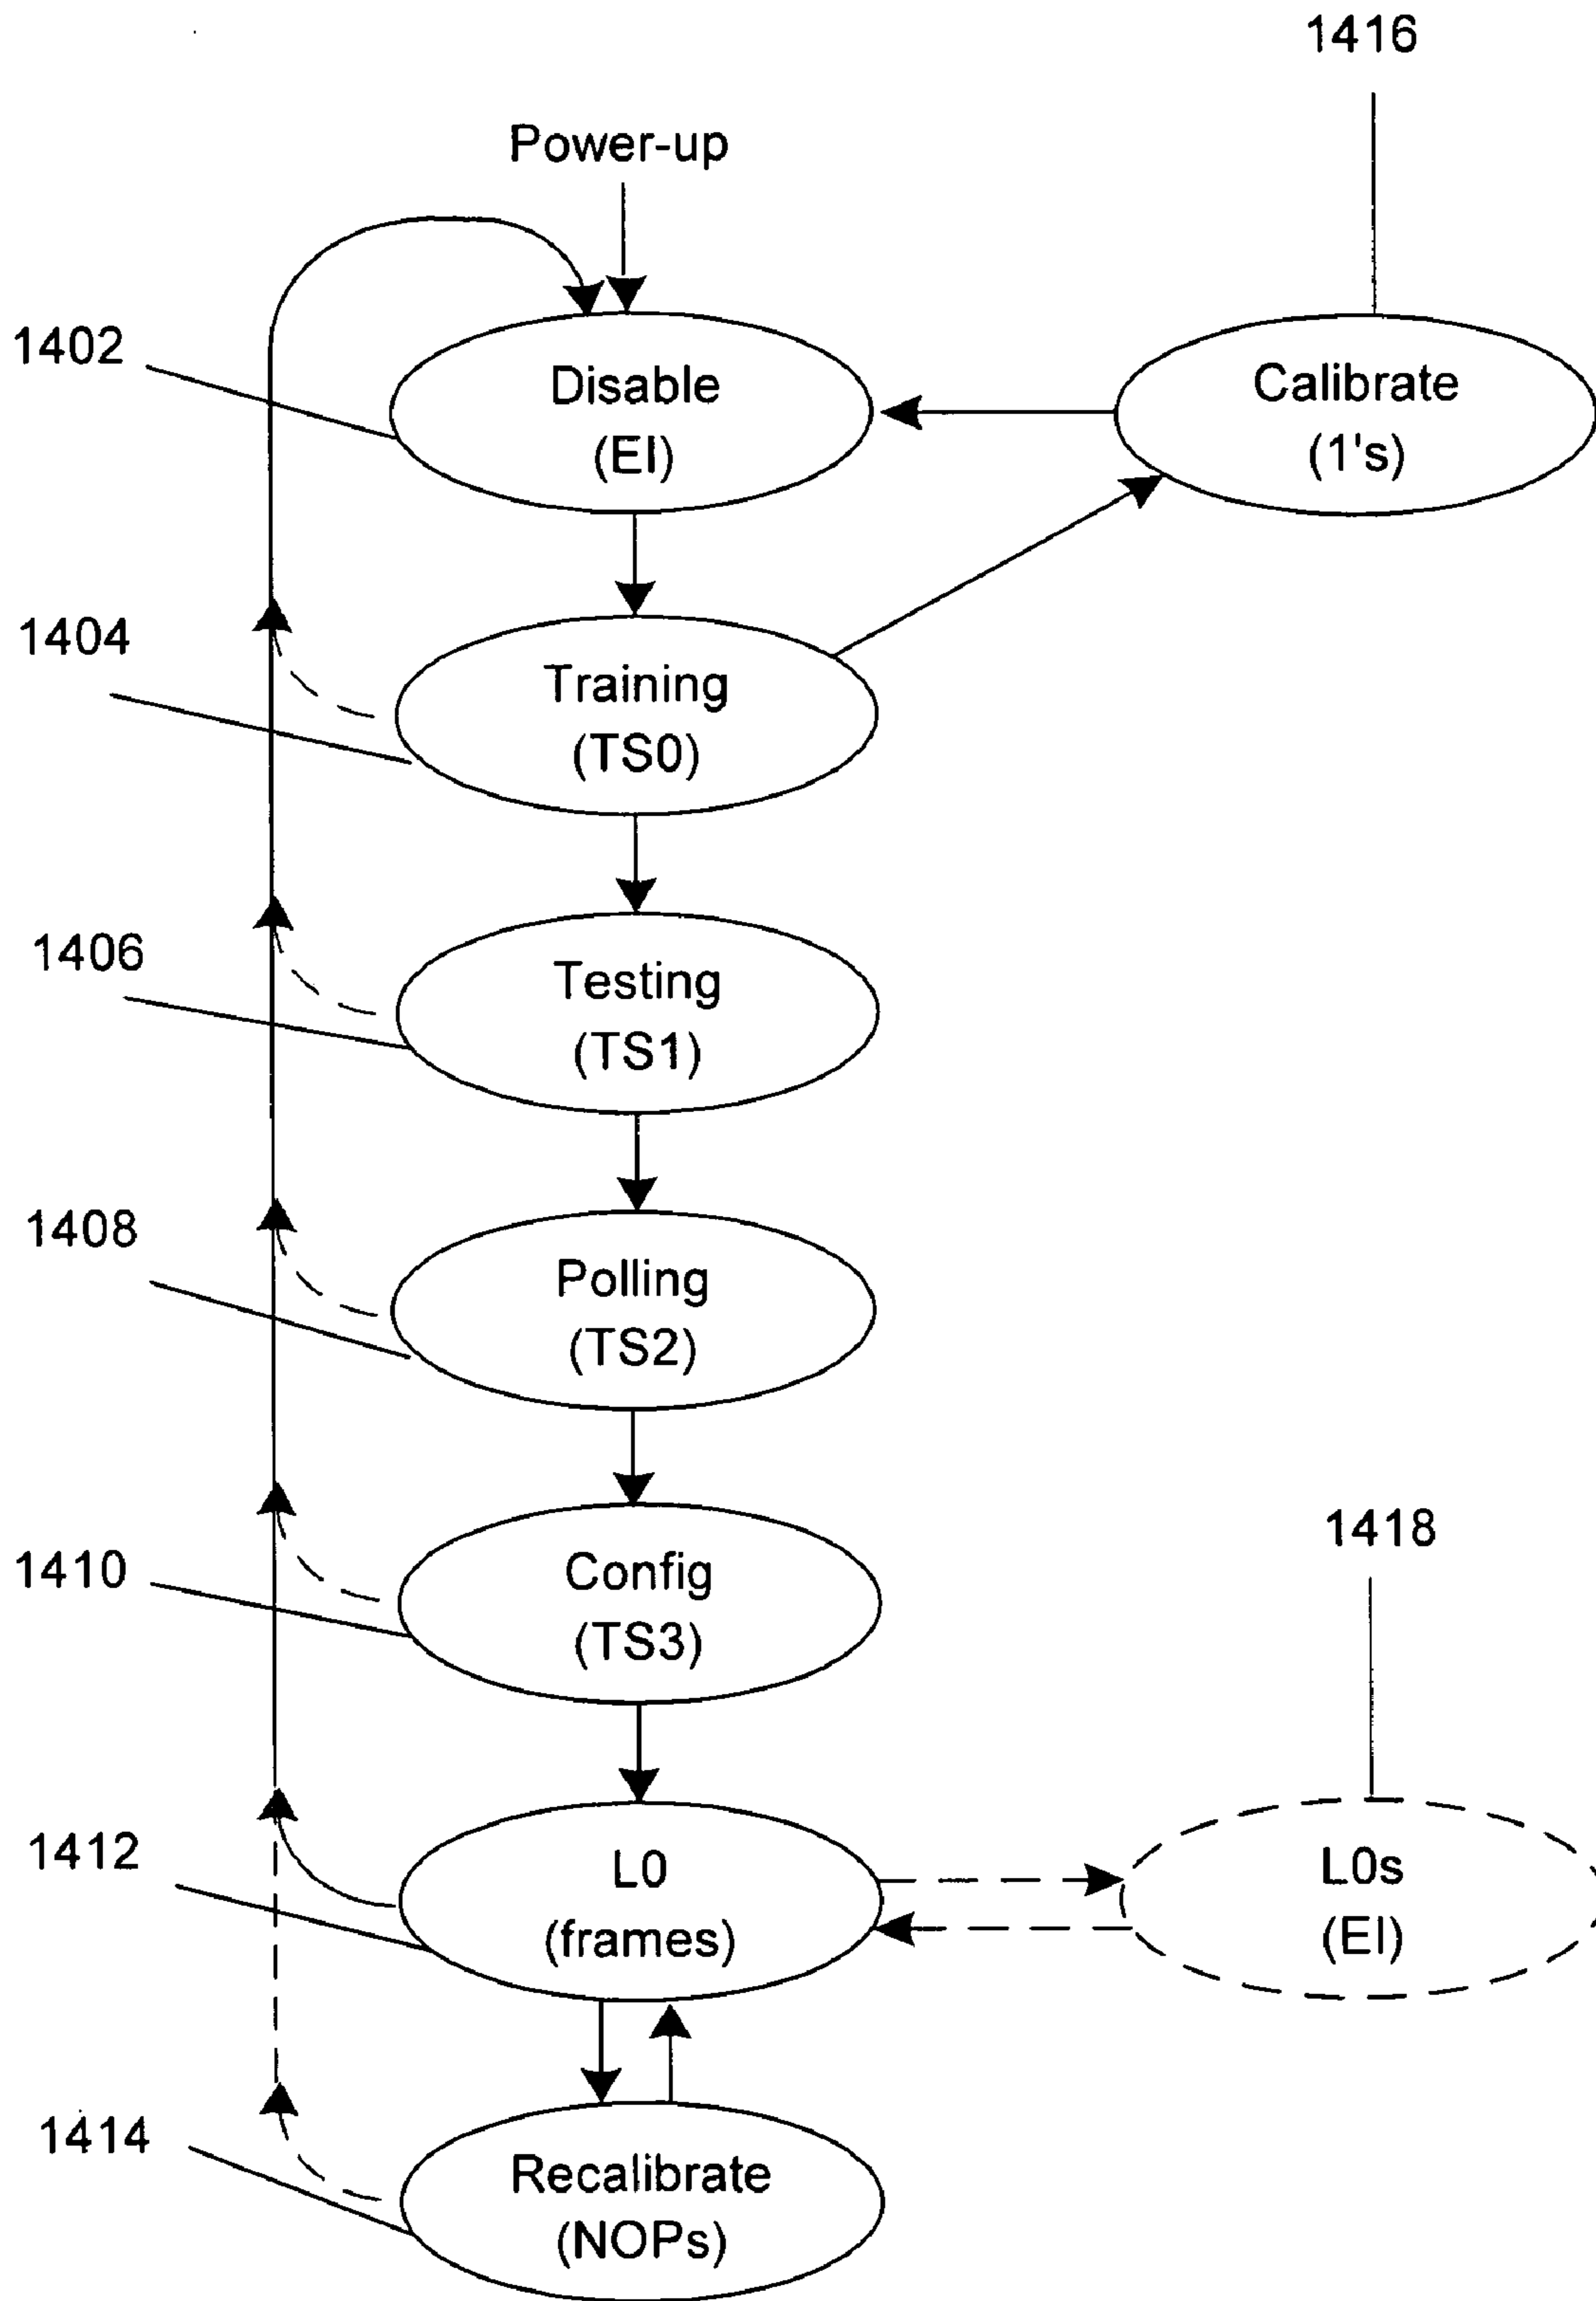 1416
Power-up
1402
Disable
(EI)
Calibrate
(1's)
1404
Training
(TS0)
1406
Testing
(TS1)
1408
Polling
(TS2)
1410
Config
(TS3)
1418
1412
L0
(frames)
L0s
(EI)
1414
Recalibrate
(NOPs)